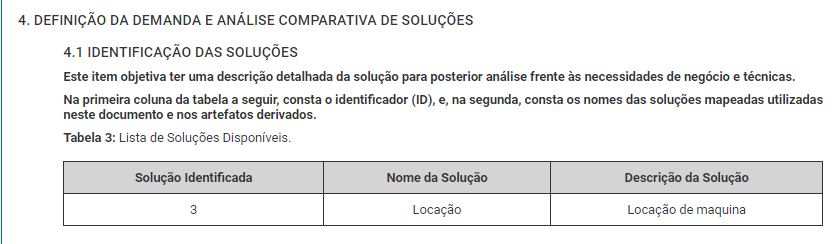 4. DEFINIÇÃO DA DEMANDA E ANÁLISE COMPARATIVA DE SOLUÇÕES
4.1 IDENTIFICAÇÃO DAS SOLUÇÕES
Este item objetiva ter uma descrição detalhada da solução para posterior análise frente às necessidades de negócio e técnicas.
Na primeira coluna da tabela a seguir, consta o identificador (ID), e, na segunda, consta os nomes das soluções mapeadas utilizadas
neste documento e nos artefatos derivados.
Tabela 3: Lista de Soluções Disponíveis.
Solução Identificada Nome da Solução Descrição da Solução
3 Locação Locação de maquina